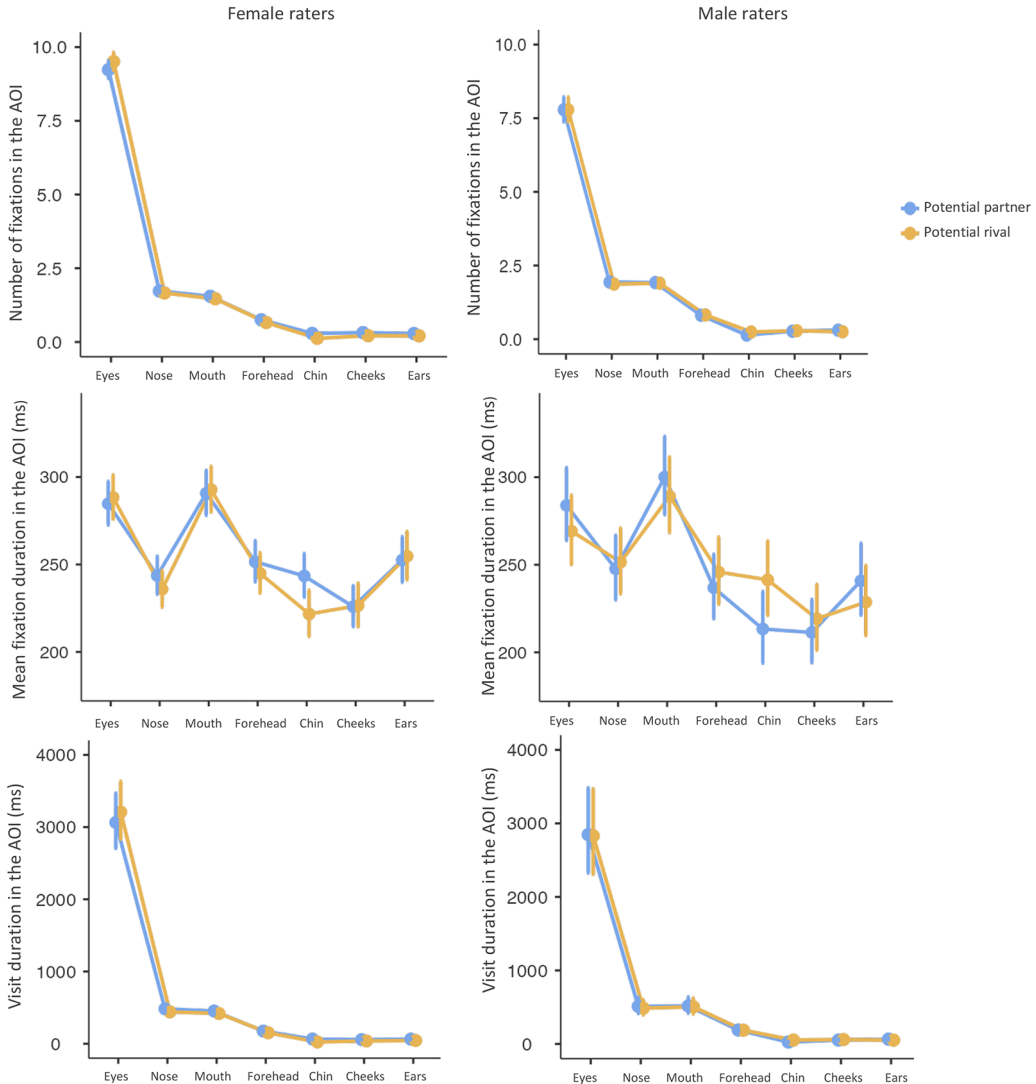 Female raters
Male raters
Number of fixations in the AOI
10.0
7.5
5.0
2.5
0.0
Eyes Nose Mouth Forehead Chin Cheeks Ears
Number of fixations in the AOI
10.0
7.5
5.0
2.5
0.0
Eyes Nose Mouth Forehead Chin Cheeks Ears
Potential partner
Potential rival
Mean fixation duration in the AOI (ms)
300
250
200
Eyes Nose Mouth Forehead Chin Cheeks Ears
Mean fixation duration in the AOI (ms)
300
250
200
Eyes Nose Mouth Forehead Chin Cheeks Ears
Visit duration in the AOI (ms)
4000
3000
2000
1000
0
Eyes Nose Mouth Forehead Chin Cheeks Ears
Visit duration in the AOI (ms)
4000
3000
2000
1000
0
Eyes Nose Mouth Forehead Chin Cheeks Ears